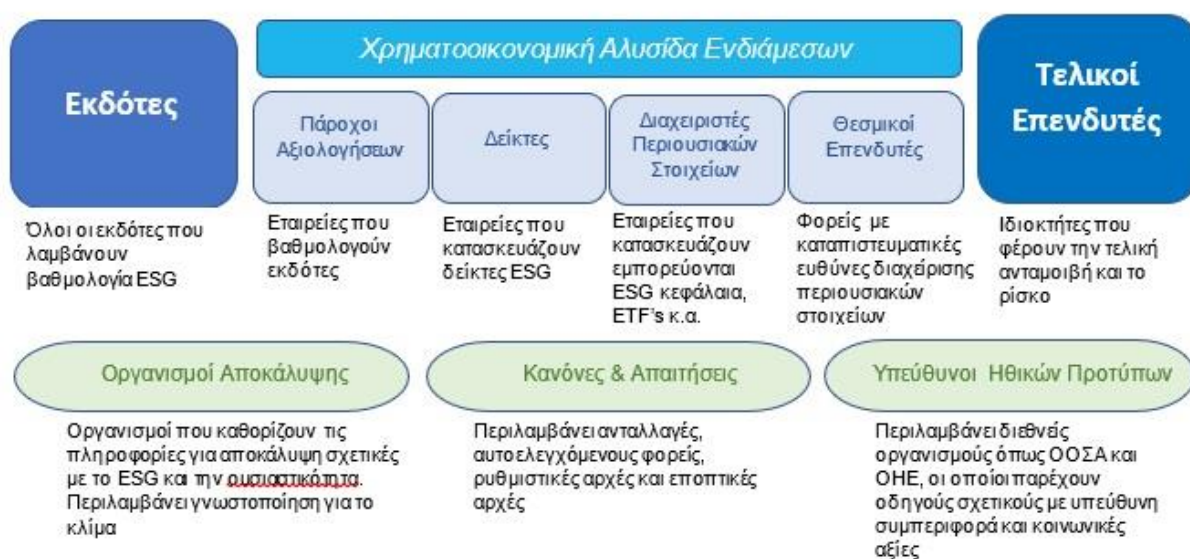 Εκδότες
Χρηματοοικονομική Αλυσίδα Ενδιάμεσων
Τελικοί
Επενδυτές
Πάροχοι
Αξιολογήσεων
Δείκτες
Διαχειριστές
Περιουσιακών
Στοιχείων
Θεσμικοί
Επενδυτές
Όλοι οι εκδότες που
λαμβάνουν
βαθμολογία ESG
Εταιρείες που
βαθμολογούν
εκδότες
Εταιρείες που
κατασκευάζουν
δείκτες ESG
Εταιρείες που
κατασκευάζουν
εμπορεύονται
ESG κεφάλαια,
ETF's κ.α.
Φορείς με
καταπιστευματικές
ευθύνες διαχείρισης
περιουσιακών
στοιχείων
Ιδιοκτήτες που
φέρουν την τελική
ανταμοιβή και το
ρίσκο
Οργανισμοί Αποκάλυψης
Κανόνες & Απαιτήσεις
Υπεύθυνοι Ηθικών Προτύπων
Οργανισμοί που καθορίζουν τις
πληροφορίες για αποκάλυψη σχετικές
με το ESG και την ουσιαστικότητα.
Περιλαμβάνει γνωστοποίηση για το
κλίμα
Περιλαμβάνει ανταλλαγές,
αυτοελεγχόμενους φορείς,
ρυθμιστικές αρχές και εποπτικές
αρχές
Περιλαμβάνει διεθνείς
οργανισμούς όπως ΟΟΣΑ και
ΟΗΕ, οι οποίοι παρέχουν
οδηγούς σχετικούς με υπεύθυνη
συμπεριφορά και κοινωνικές
αξίες